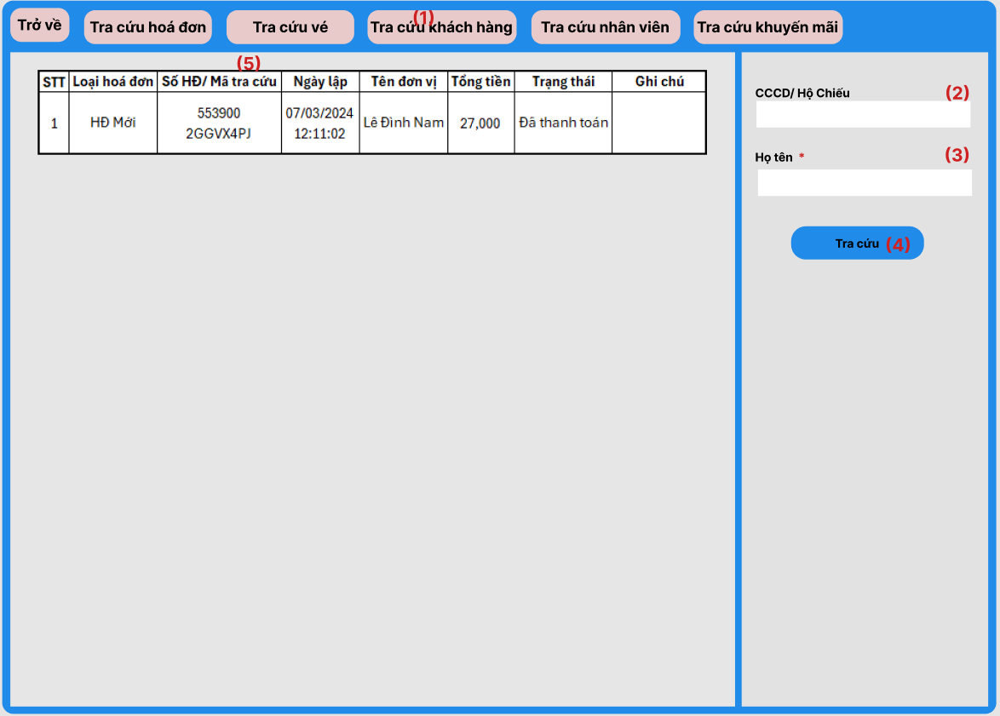 Trở về
Tra cứu hoá đơn
Tra cứu vé
(1)
Tra cứu khách hàng
Tra cứu nhân viên
Tra cứu khuyến mãi
(5)
STT Loại hoá đơn Số HĐ/ Mã tra cứu Ngày lập Tên đơn vị Tổng tiền Trạng thái Ghi chú
1 HĐ Mới 553900 07/03/2024 Lê Đình Nam 27,000 Đã thanh toán
2GGVX4PJ 12:11:02
CCCD/ Hộ Chiếu (2)
Họ tên * (3)
Tra cứu (4)